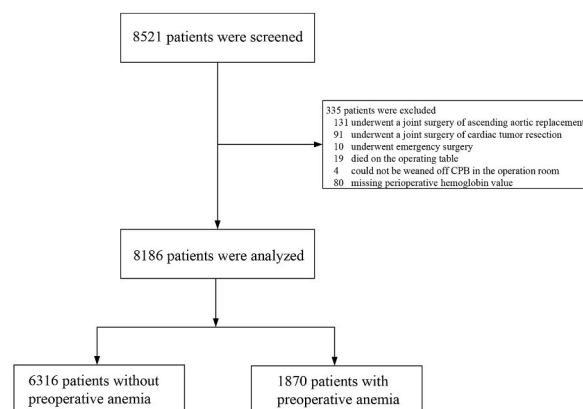 8521 patients were screened
335 patients were excluded
131 underwent a joint surgery of ascending aortic replacement
91 underwent a joint surgery of cardiac tumor resection
10 underwent emergency surgery
19 died on the operating table
4 could not be weaned off CPB in the operation room
80 missing perioperative hemoglobin value
8186 patients were analyzed
6316 patients without
preoperative anemia
1870 patients with
preoperative anemia